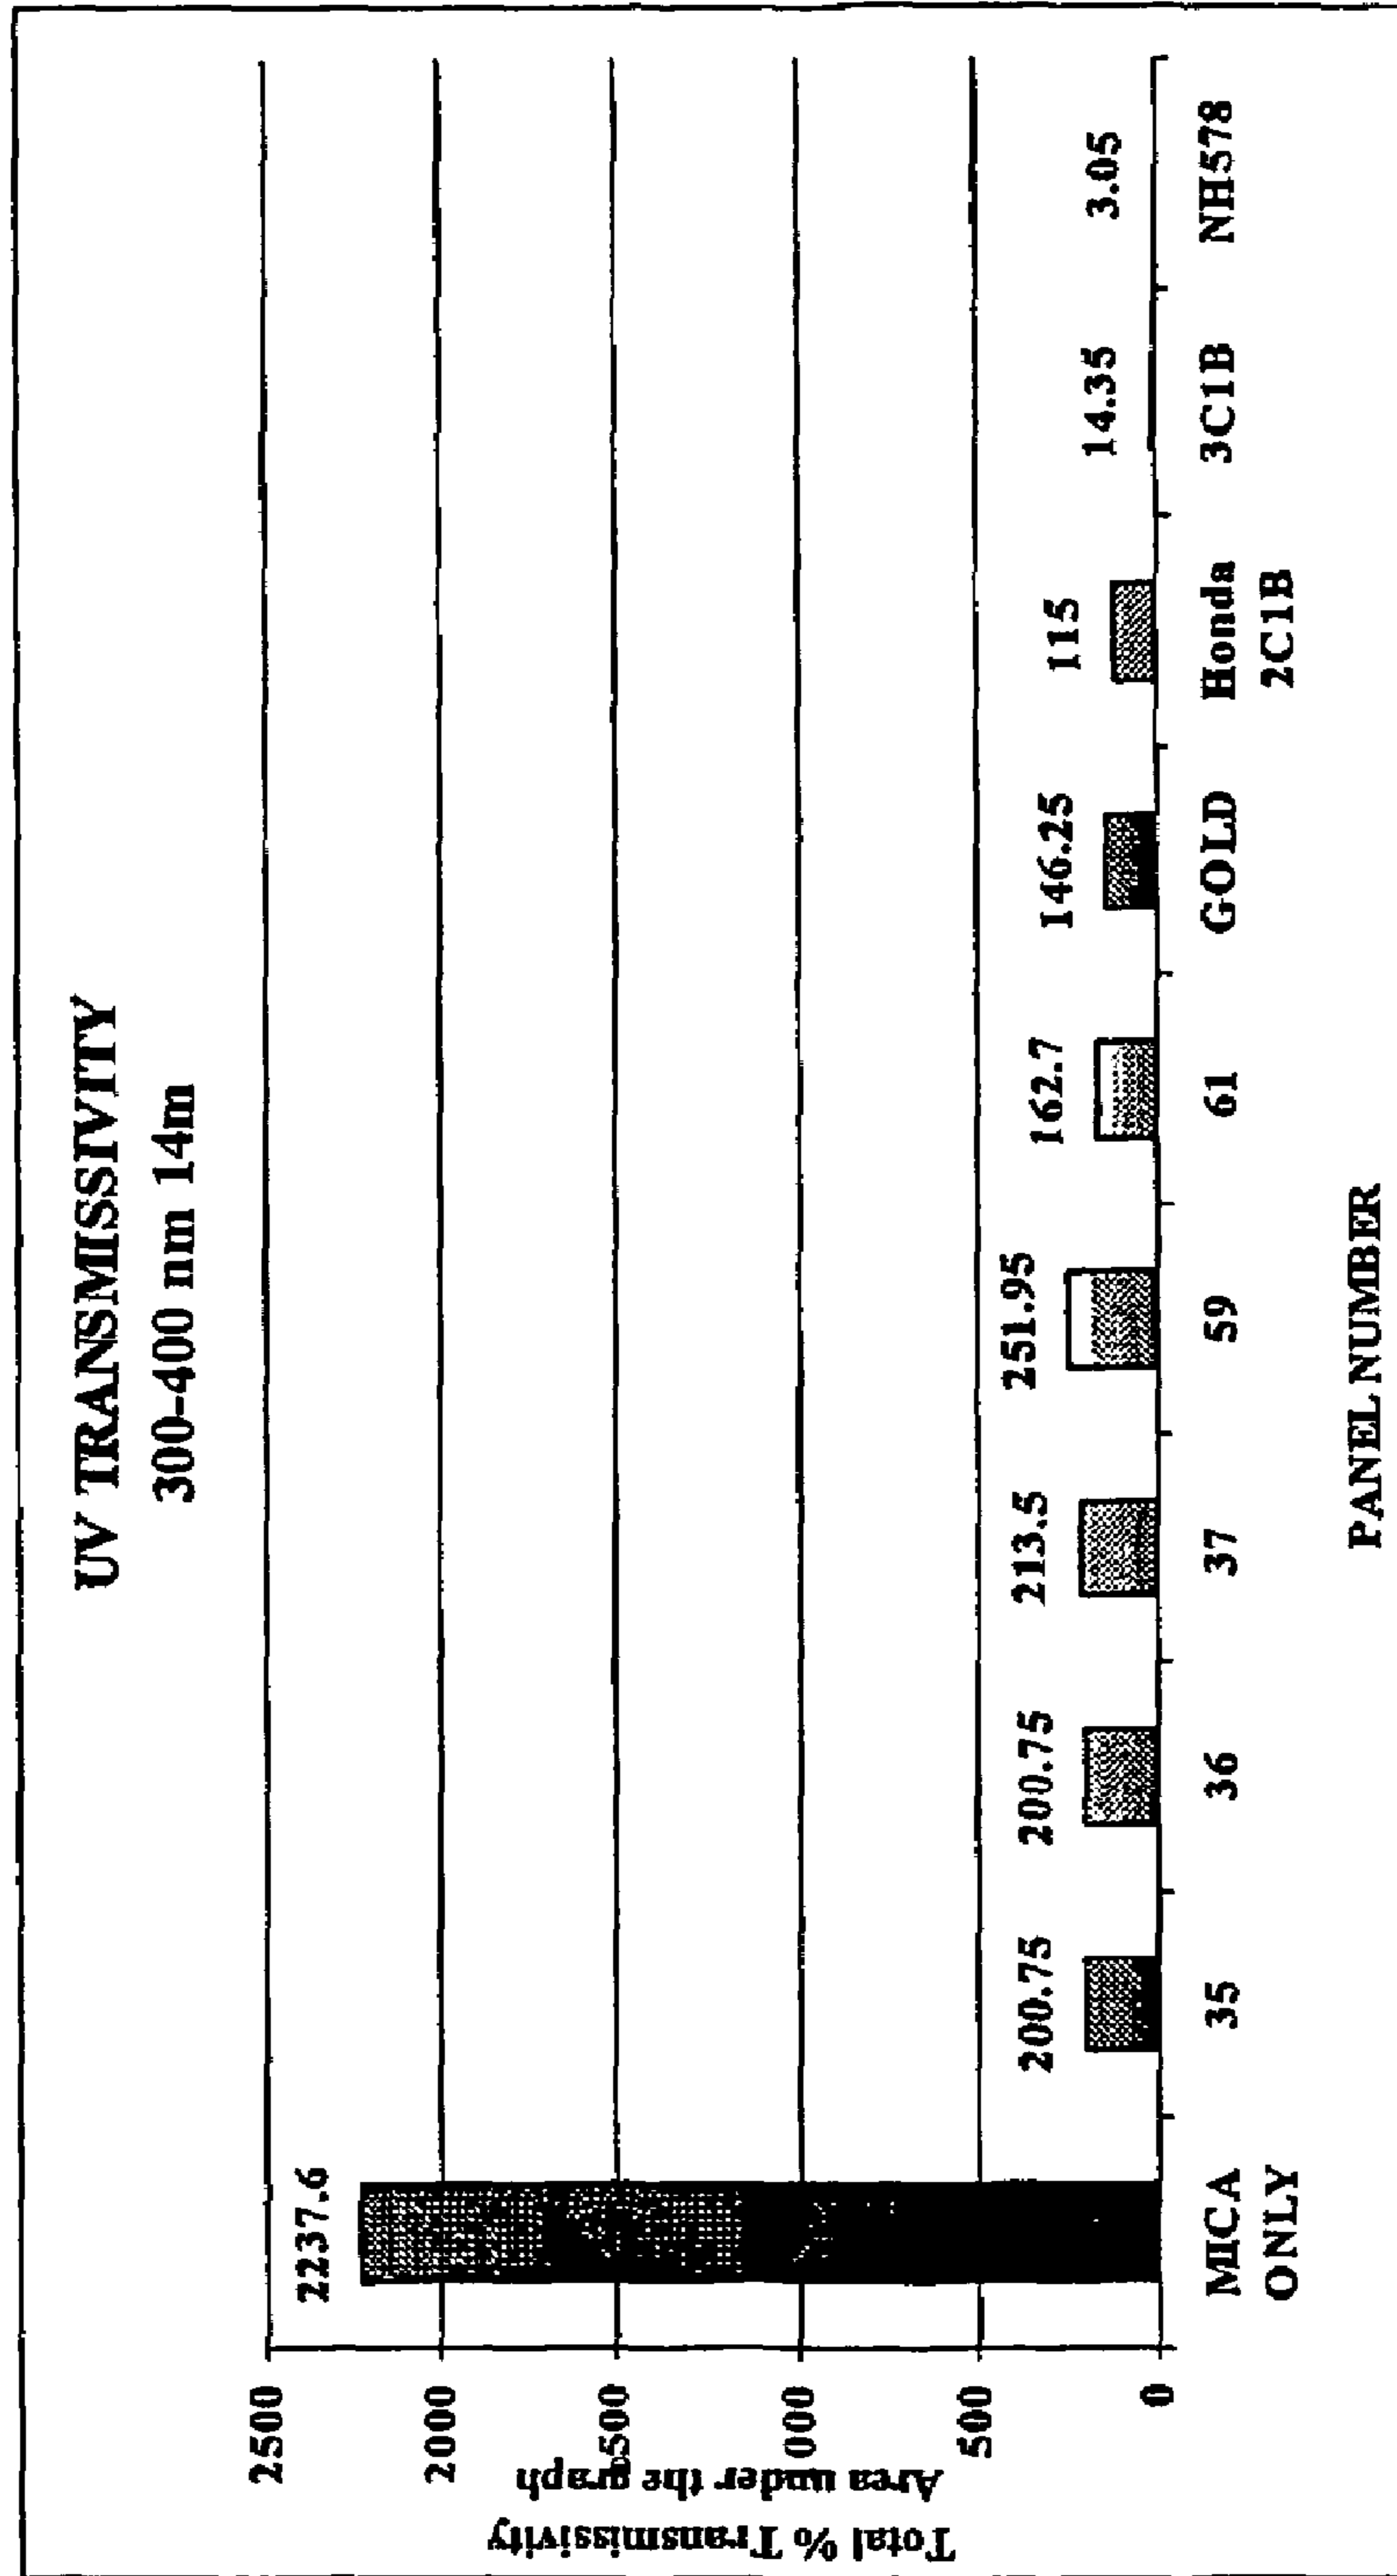 UV TRANSMISSIVITY
300-400 nm 14m
Total % Transmissivity
Area under the graph
2500
2000
500
000
500
0
2237.6
200.75
200.75
213.5
251.95
162.7
146.25
115
14.35
3.05
MICA ONLY
35
36
37
59
61
GOLD
Honda 2C1B
3C1B
NH578
PANEL NUMBER